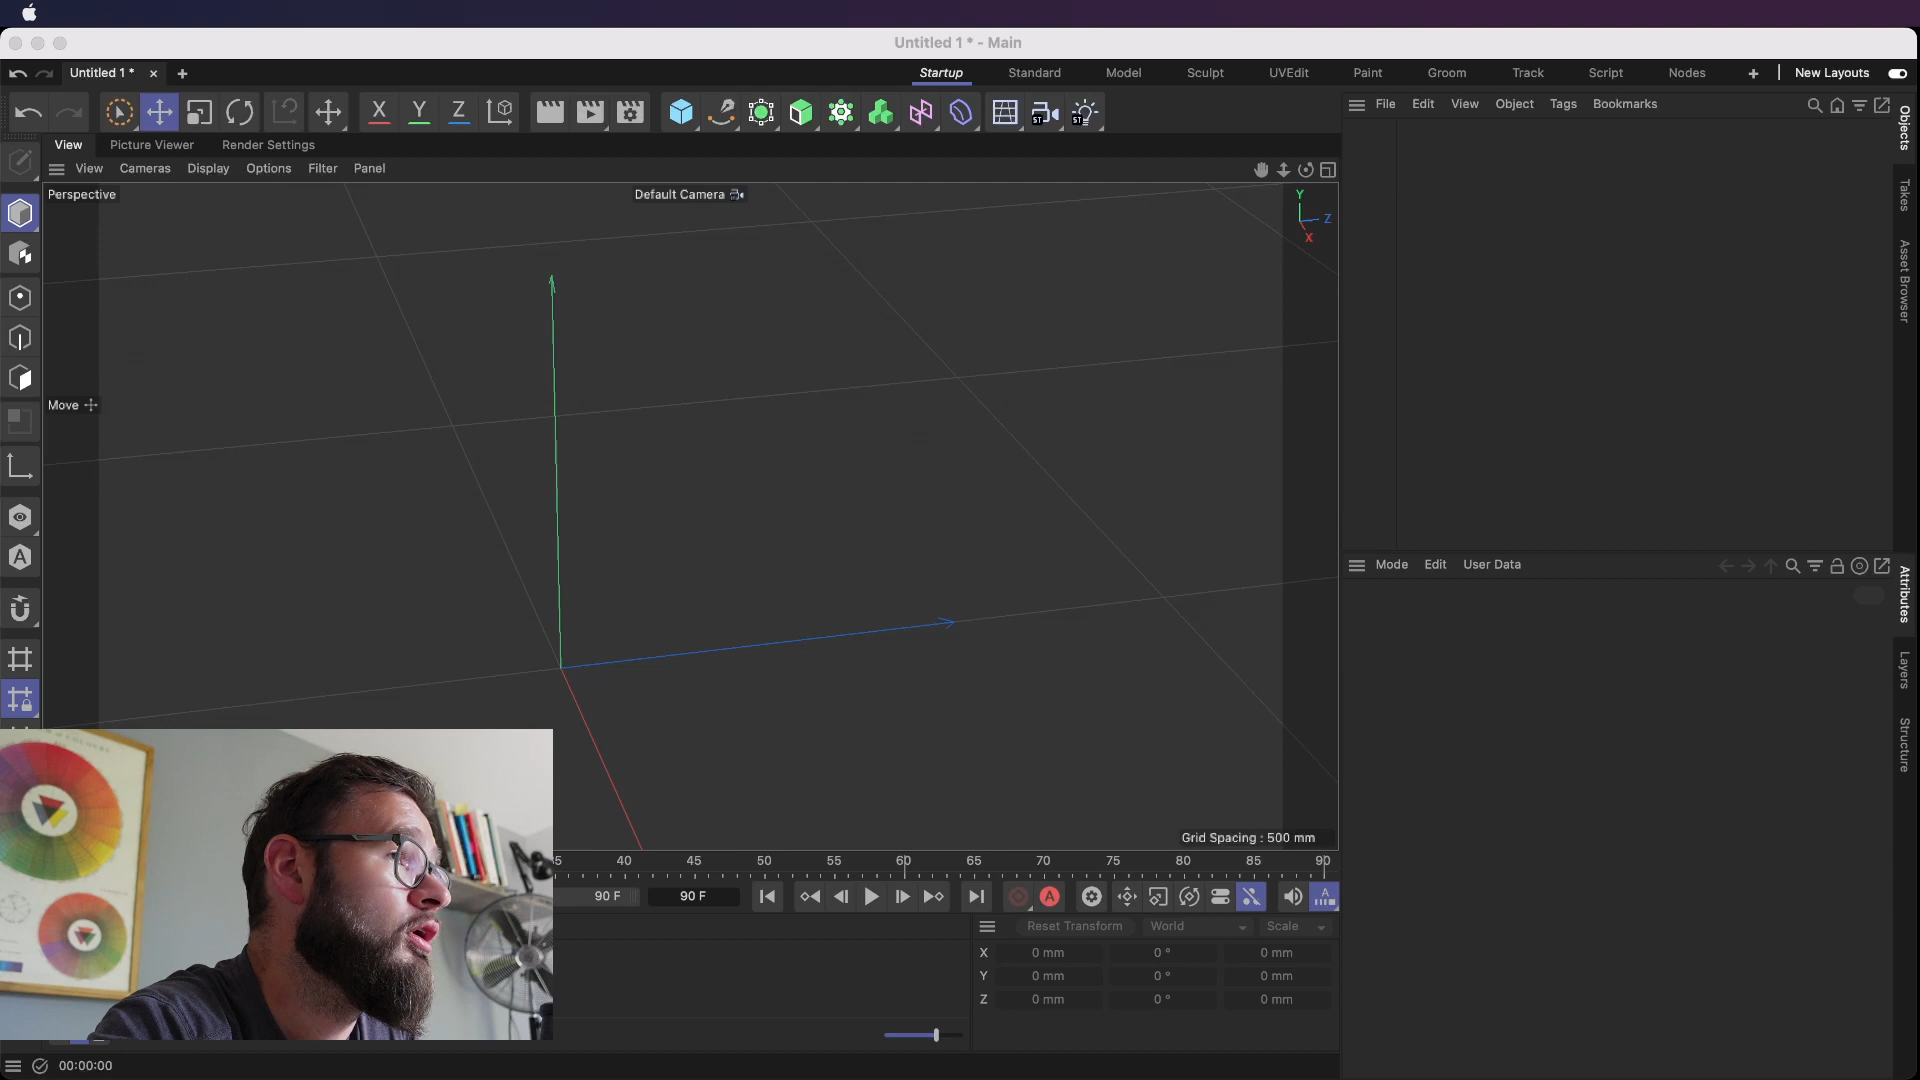 Untitled 1 * - Main
Untitled 1 *
Startup
Standard
Model
Sculpt
UVEdit
Paint
Groom
Track
Script
Nodes
New Layouts
X
Y
Z
ST
ST
File
Edit
View
Object
Tags
Bookmarks
Objects
Takes
Asset Browser
View
Picture Viewer
Render Settings
View
Cameras
Display
Options
Filter
Panel
Perspective
Default Camera
Y
Z
X
Move
A
Grid Spacing : 500 mm
Mode
Edit
User Data
Attributes
Layers
Structure
5 40 45 50 55 60 65 70 75 80 85 90
90 F
90 F
A
A
Reset Transform
World
Scale
X 0 mm 0 ° 0 mm
Y 0 mm 0 ° 0 mm
Z 0 mm 0 ° 0 mm
00:00:00